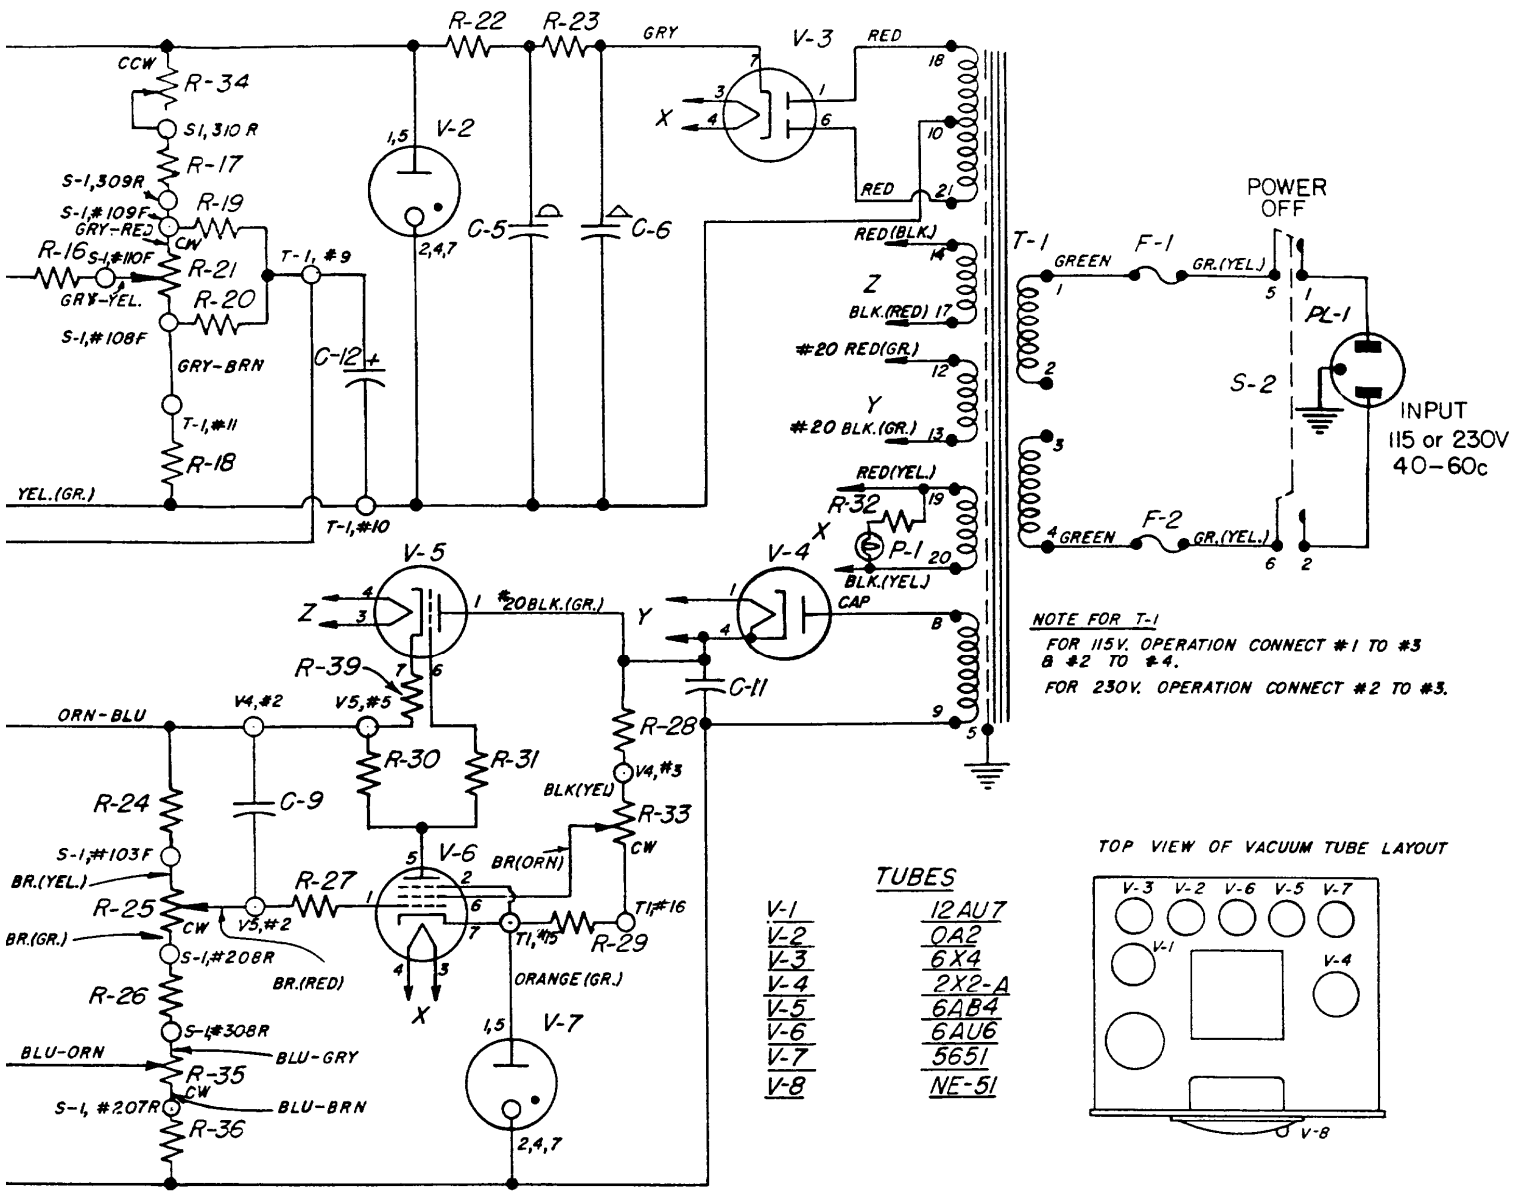 R-22
R-23
GRY
V-3
RED
CCW
R-34
7
18
S1, 310 R
1,5
V-2
3
X
4
1
6
10
R-17
S-1, 309R
S-1, #109F
GRY-RED
R-19
CW
RED
21
POWER
OFF
R-16
S-1, #110F
R-21
T-1, #9
2,4,7
C-5
C-6
RED(BLK.)
14
T-1
F-1
GRY-YEL.
R-20
Z
GREEN
GR.(YEL.)
1
5
1
S-1, #108F
BLK.(RED) 17
PL-1
GRY-BRN
C-12
+
#20 RED(GR.)
12
2
S-2
T-1, #11
Y
#20 BLK.(GR.)
13
3
INPUT
115 or 230V
40-60c
R-18
YEL.(GR.)
RED(YEL.)
19
R-32
T-1, #10
X
P-1
20
BLK.(YEL.)
F-2
4
GREEN
GR.(YEL.)
6
2
V-5
V-4
4
Z
3
1
#20BLK.(GR.)
Y
1
4
CAP
8
NOTE FOR T-1
FOR 115V. OPERATION CONNECT #1 TO #3
& #2 TO #4.
FOR 230V. OPERATION CONNECT #2 TO #3.
R-39
7
6
C-11
V4, #2
V5, #5
ORN-BLU
R-28
9
5
R-30
R-31
V4, #3
BLK(YEL)
R-24
C-9
R-33
CW
S-1, #103F
V-6
5
BR(ORN)
BR.(YEL.)
R-27
2
1
6
R-25
CW
V5, #2
7
T1, #15
R-29
T1, #16
BR.(GR.)
S-1, #208R
BR.(RED)
4
3
X
ORANGE (GR.)
R-26
S-1, #308R
1,5
V-7
BLU-ORN
BLU-GRY
R-35
CW
S-1, #207R
BLU-BRN
R-36
2,4,7
TUBES
V-1 12AU7
V-2 OA2
V-3 6X4
V-4 2X2-A
V-5 6AB4
V-6 6AU6
V-7 5651
V-8 NE-51
TOP VIEW OF VACUUM TUBE LAYOUT
V-3 V-2 V-6 V-5 V-7
V-1
V-4
V-8